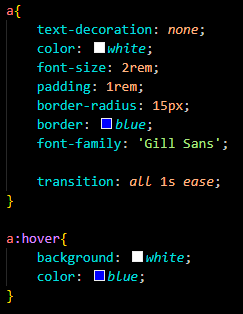 a{
text-decoration: none;
color: white;
font-size: 2rem;
padding: 1rem;
border-radius: 15px;
border: blue;
font-family: 'Gill Sans';
transition: all 1s ease;
}
a:hover{
background: white;
color: blue;
}